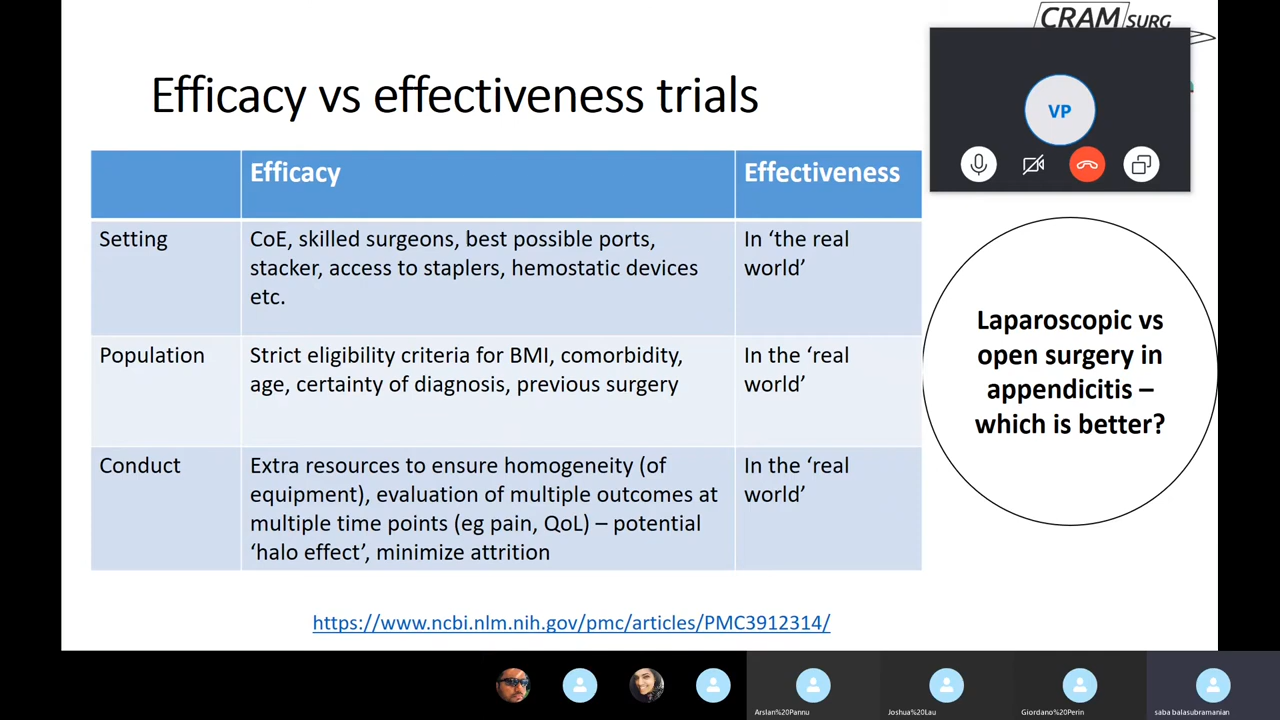 CRAMSURG
VP
Efficacy vs effectiveness trials
Efficacy
Effectiveness
Setting
CoE, skilled surgeons, best possible ports,
stacker, access to staplers, hemostatic devices
etc.
In ‘the real
world’
Population
Strict eligibility criteria for BMI, comorbidity,
age, certainty of diagnosis, previous surgery
In the ‘real
world’
Conduct
Extra resources to ensure homogeneity (of
equipment), evaluation of multiple outcomes at
multiple time points (eg pain, QoL) – potential
‘halo effect’, minimize attrition
In the ‘real
world’
Laparoscopic vs
open surgery in
appendicitis –
which is better?
https://www.ncbi.nlm.nih.gov/pmc/articles/PMC3912314/
Arslan%20Pannu
Joshua%20Lau
Giordano%20Perin
saba balasubramanian